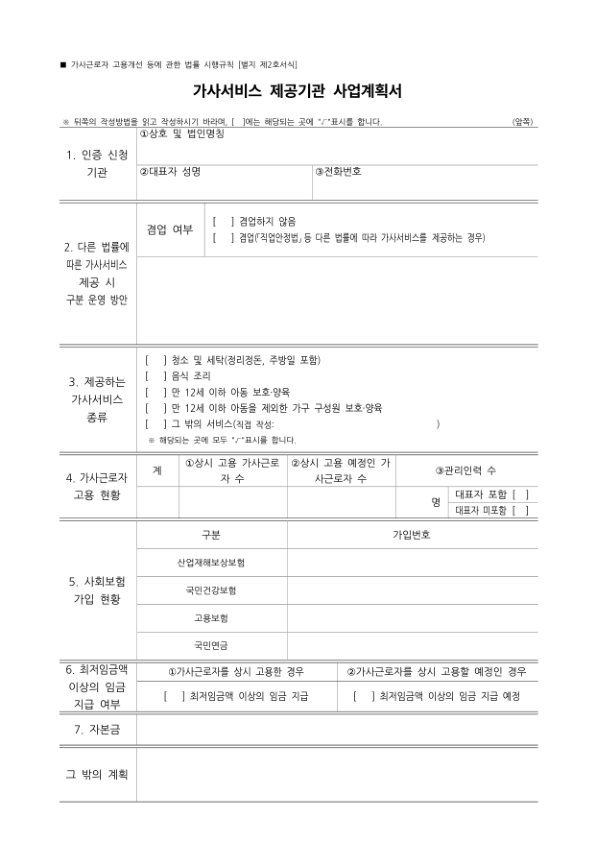 ■ 가사근로자 고용개선 등에 관한 법률 시행규칙 [별지 제2호서식]
가사서비스 제공기관 사업계획서
※ 뒤쪽의 작성방법을 읽고 작성하시기 바라며, [ ]에는 해당되는 곳에 "√"표시를 합니다. (앞쪽)
1. 인증 신청
기관
①상호 및 법인명칭
②대표자 성명 ③전화번호
2. 다른 법률에
따른 가사서비스
제공 시
구분 운영 방안
겸업 여부
[ ] 겸업하지 않음
[ ] 겸업(「직업안정법」 등 다른 법률에 따라 가사서비스를 제공하는 경우)
3. 제공하는
가사서비스
종류
[ ] 청소 및 세탁(정리정돈, 주방일 포함)
[ ] 음식 조리
[ ] 만 12세 이하 아동 보호·양육
[ ] 만 12세 이하 아동을 제외한 가구 구성원 보호·양육
[ ] 그 밖의 서비스(직접 작성: )
※ 해당되는 곳에 모두 "√"표시를 합니다.
4. 가사근로자
고용 현황
계
①상시 고용 가사근로
자 수
②상시 고용 예정인 가
사근로자 수
③관리인력 수
명
대표자 포함 [ ]
대표자 미포함 [ ]
5. 사회보험
가입 현황
구분 가입번호
산업재해보상보험
국민건강보험
고용보험
국민연금
6. 최저임금액
이상의 임금
지급 여부
①가사근로자를 상시 고용한 경우 ②가사근로자를 상시 고용할 예정인 경우
[ ] 최저임금액 이상의 임금 지급 [ ] 최저임금액 이상의 임금 지급 예정
7. 자본금
그 밖의 계획